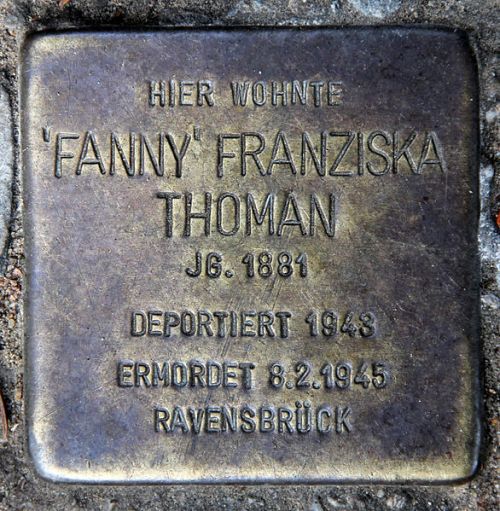 HIER WOHNTE
'FANNY' FRANZISKA
THOMAN
JG. 1881
DEPORTIERT 1943
ERMORDET 8.2.1945
RAVENSBRÜCK